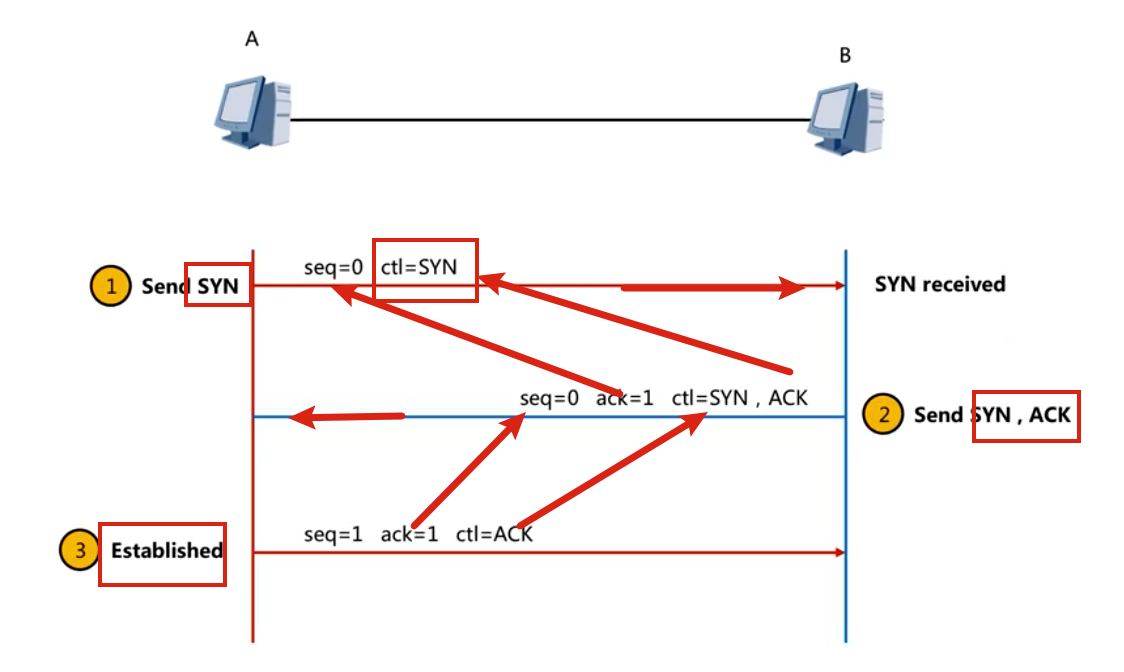 A
B
1 Send SYN
seq=0 ctl=SYN
SYN received
seq=0 ack=1 ctl=SYN , ACK
2 Send SYN , ACK
3 Established
seq=1 ack=1 ctl=ACK